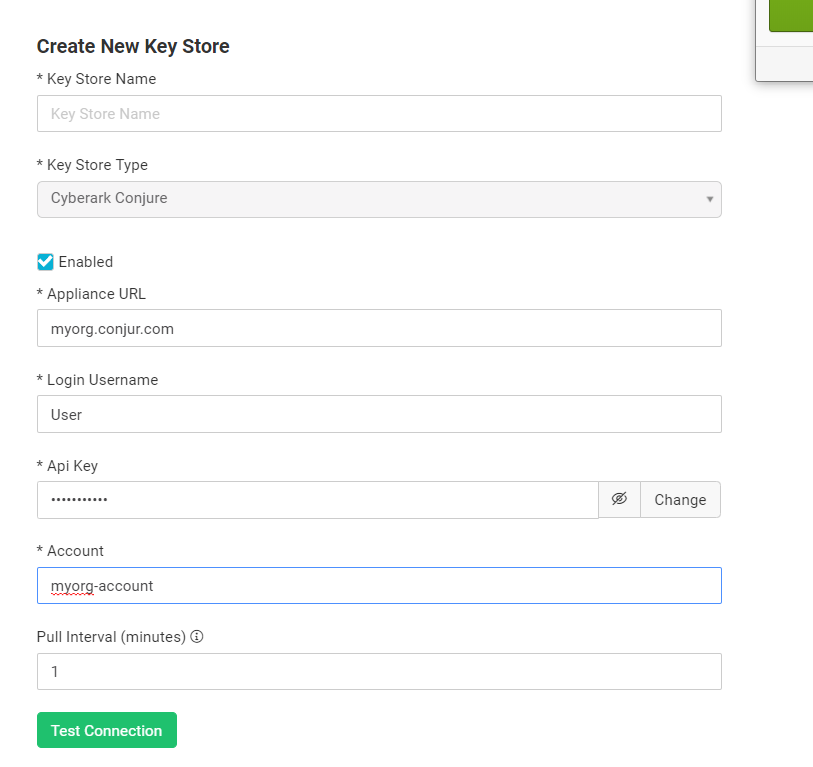 Create New Key Store
* Key Store Name
Key Store Name
* Key Store Type
Cyberark Conjure
Enabled
* Appliance URL
myorg.conjur.com
* Login Username
User
* Api Key
••••••••••• Change
* Account
myorg-account
Pull Interval (minutes)
1
Test Connection